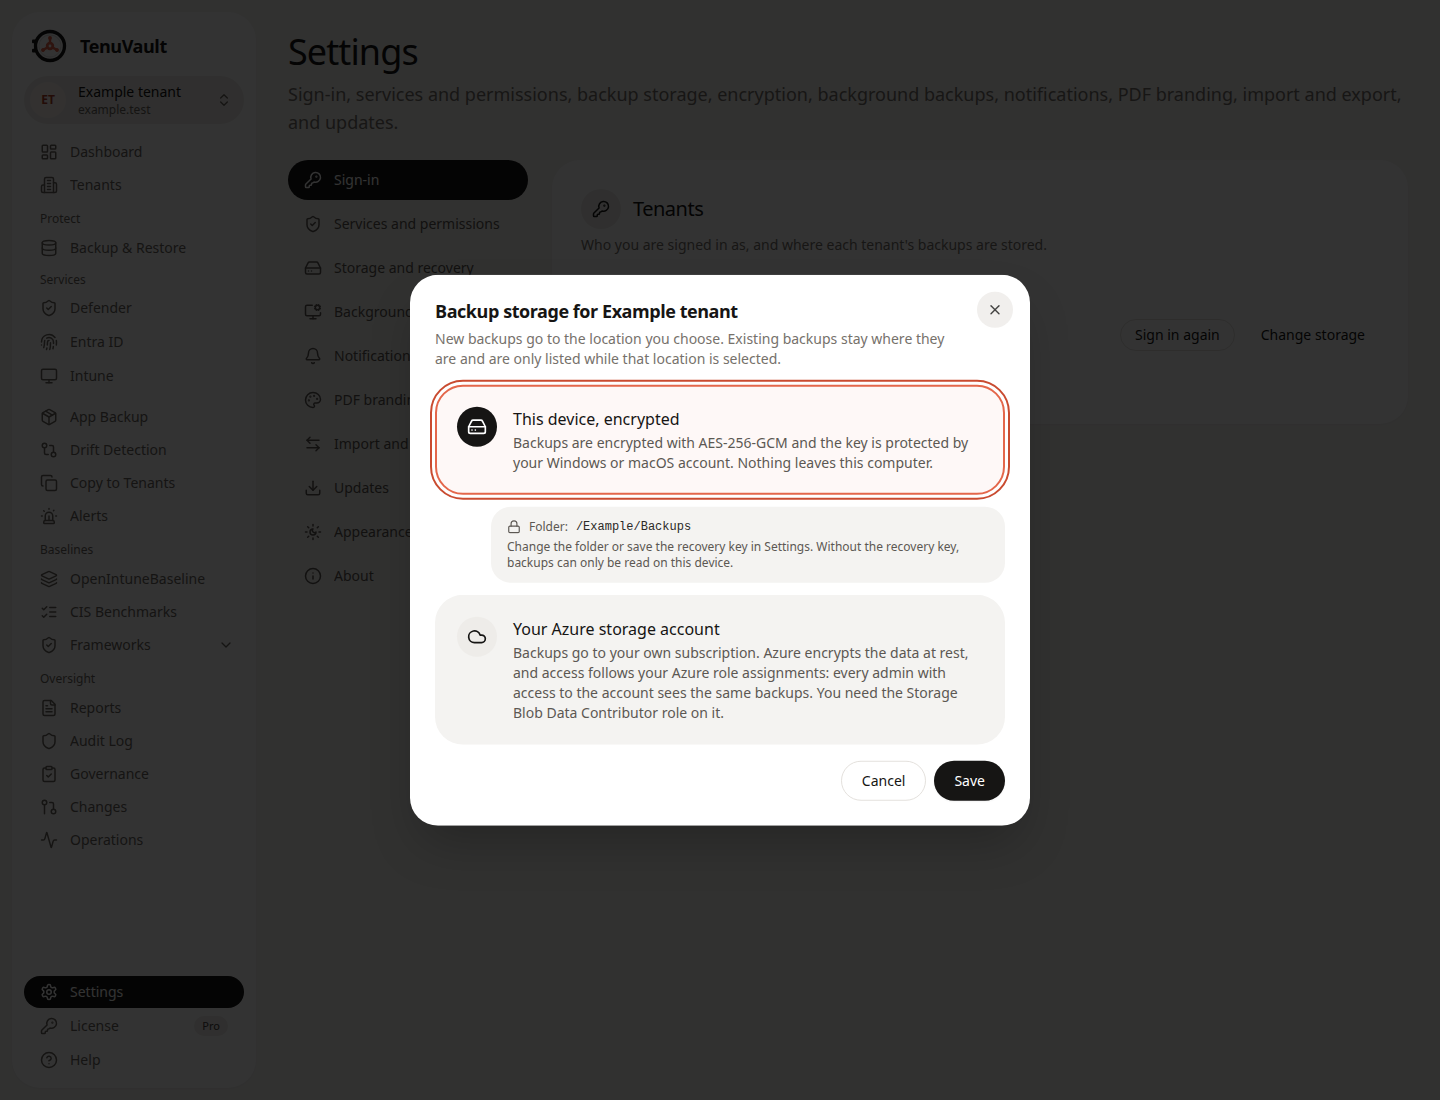 TenuVault
ET
Example tenant
example.test
Dashboard
Tenants
Protect
Backup & Restore
Services
Defender
Entra ID
Intune
App Backup
Drift Detection
Copy to Tenants
Alerts
Baselines
OpenIntuneBaseline
CIS Benchmarks
Frameworks
Oversight
Reports
Audit Log
Governance
Changes
Operations
Settings
License
Pro
Help
Settings
Sign-in, services and permissions, backup storage, encryption, background backups, notifications, PDF branding, import and export,
and updates.
Sign-in
Services and permissions
Storage and recovery
Background
Notification
PDF brandin
Import and
Updates
Appearance
About
Tenants
Who you are signed in as, and where each tenant's backups are stored.
Sign in again
Change storage
Backup storage for Example tenant
New backups go to the location you choose. Existing backups stay where they
are and are only listed while that location is selected.
This device, encrypted
Backups are encrypted with AES-256-GCM and the key is protected by
your Windows or macOS account. Nothing leaves this computer.
Folder: /Example/Backups
Change the folder or save the recovery key in Settings. Without the recovery key,
backups can only be read on this device.
Your Azure storage account
Backups go to your own subscription. Azure encrypts the data at rest,
and access follows your Azure role assignments: every admin with
access to the account sees the same backups. You need the Storage
Blob Data Contributor role on it.
Cancel
Save